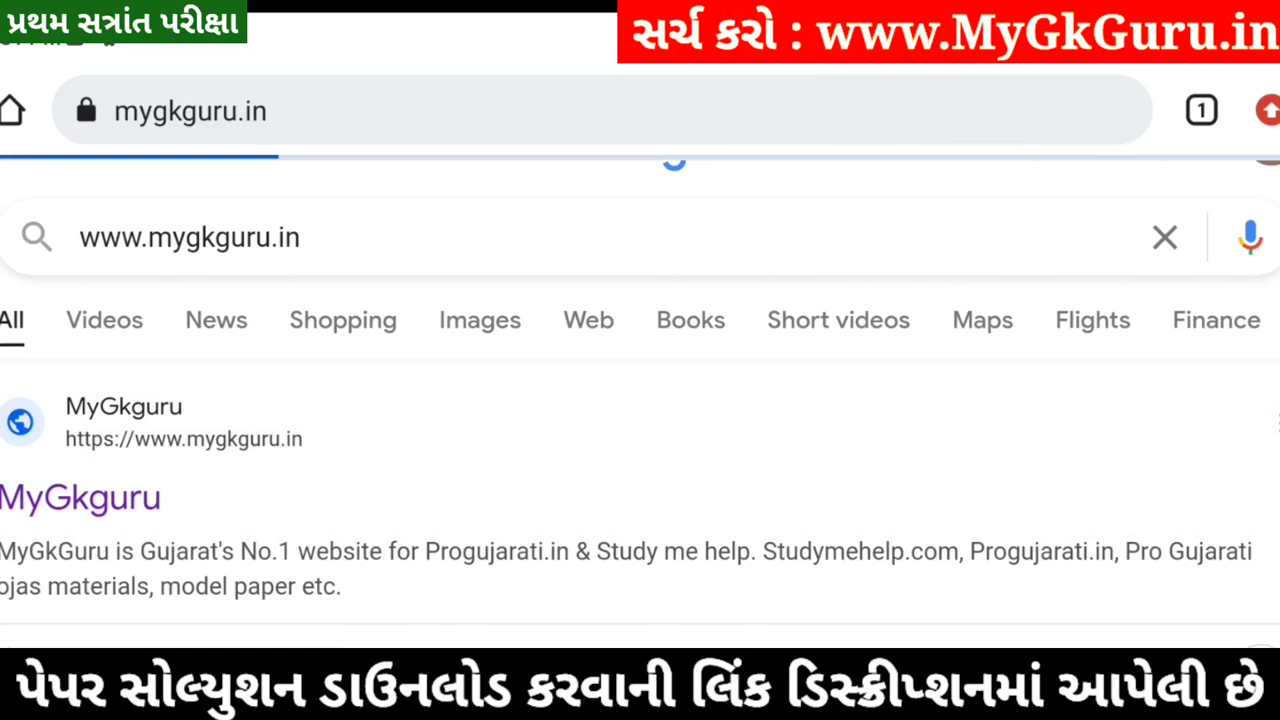 પ્રથમ સત્રાંત પરીક્ષા
સર્ચ કરો : www.MyGkGuru.in
mygkguru.in
1
www.mygkguru.in
All Videos News Shopping Images Web Books Short videos Maps Flights Finance
MyGkguru
https://www.mygkguru.in
MyGkguru
MyGkGuru is Gujarat's No.1 website for Progujarati.in & Study me help. Studymehelp.com, Progujarati.in, Pro Gujarati
ojas materials, model paper etc.
પેપર સોલ્યુશન ડાઉનલોડ કરવાની લિંક ડિસ્ક્રીપ્શનમાં આપેલી છે